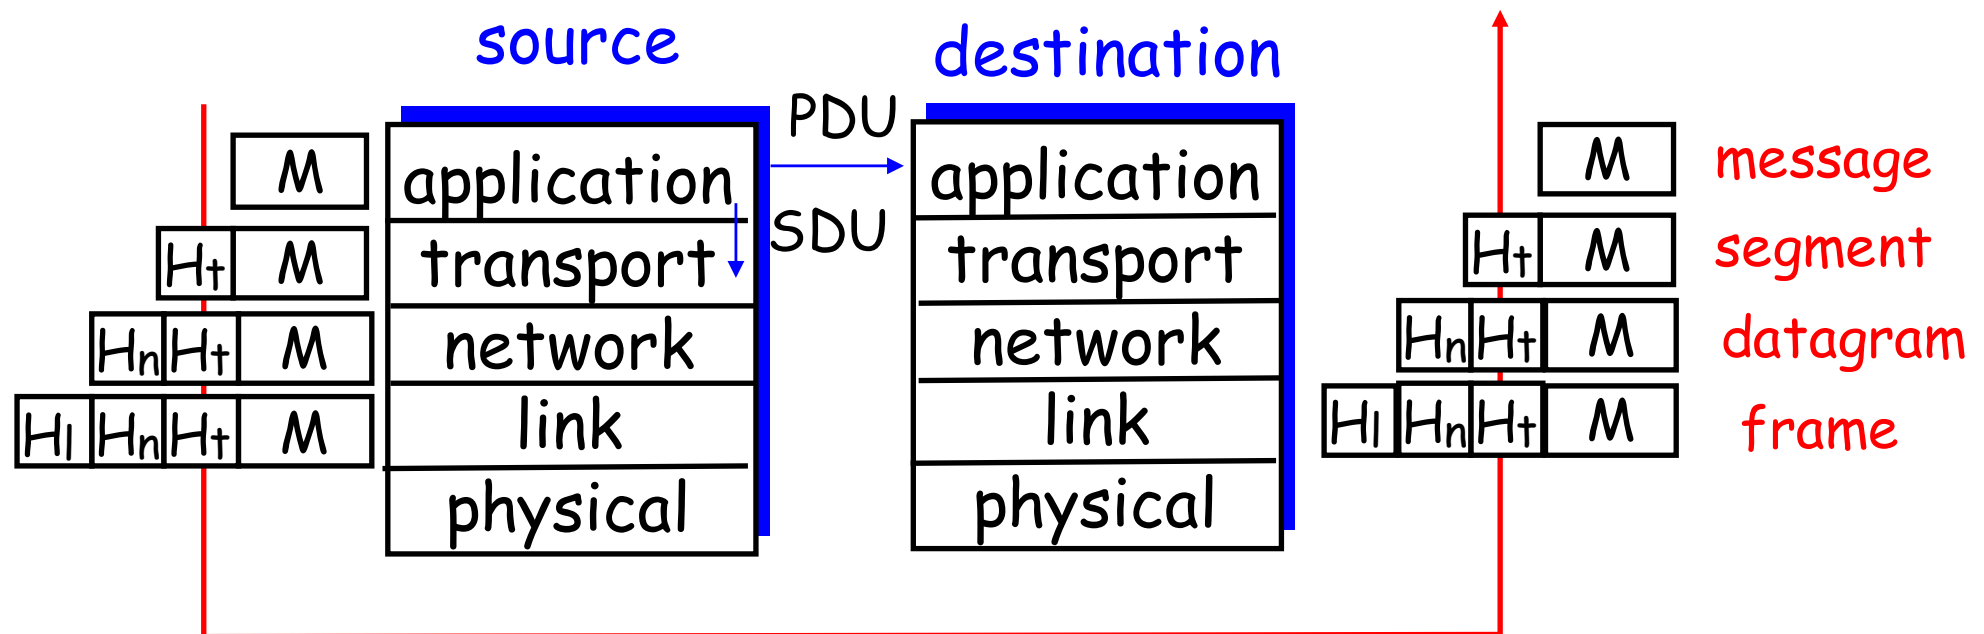 source
destination
PDU
M
application
application
M
message
SDU
Ht M
transport
transport
Ht M
segment
Hn Ht M
network
network
Hn Ht M
datagram
Hl Hn Ht M
link
link
Hl Hn Ht M
frame
physical
physical